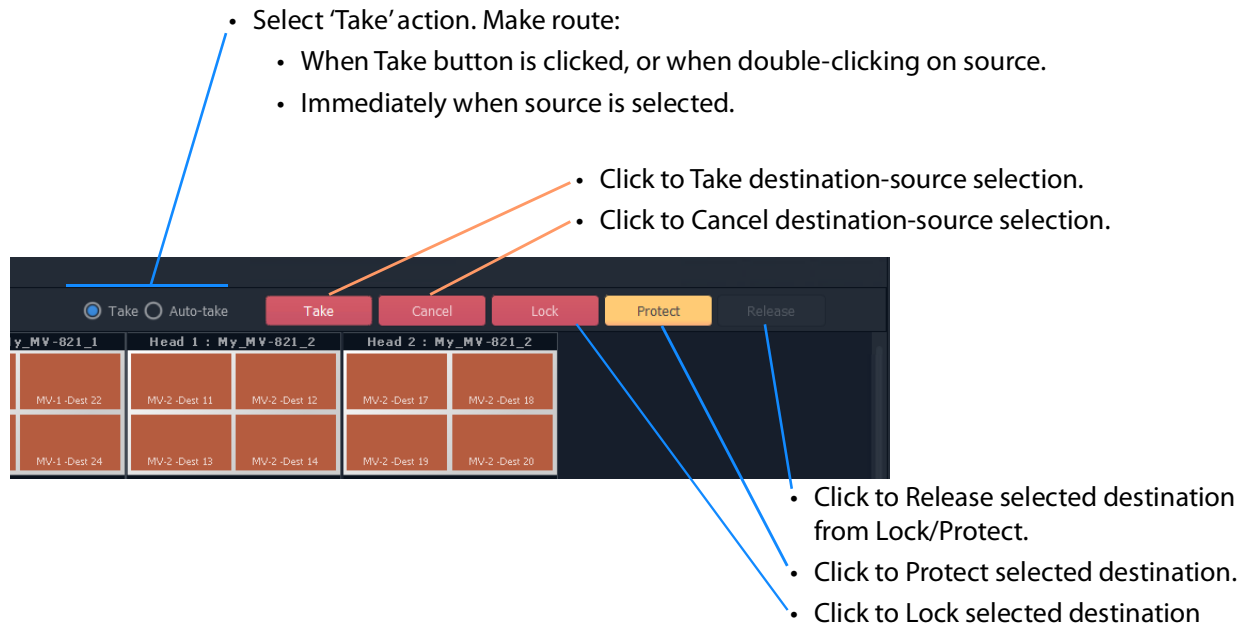 • Select ‘Take’ action. Make route:
• When Take button is clicked, or when double-clicking on source.
• Immediately when source is selected.
• Click to Take destination-source selection.
• Click to Cancel destination-source selection.
Take Auto-take Take Cancel Lock Protect Release
y_MV-821_1 Head 1 : My_MV-821_2 Head 2 : My_MV-821_2
MV-1 -Dest 22 MV-2 -Dest 11 MV-2 -Dest 12 MV-2 -Dest 17 MV-2 -Dest 18
MV-1 -Dest 24 MV-2 -Dest 13 MV-2 -Dest 14 MV-2 -Dest 19 MV-2 -Dest 20
• Click to Release selected destination
from Lock/Protect.
• Click to Protect selected destination.
• Click to Lock selected destination